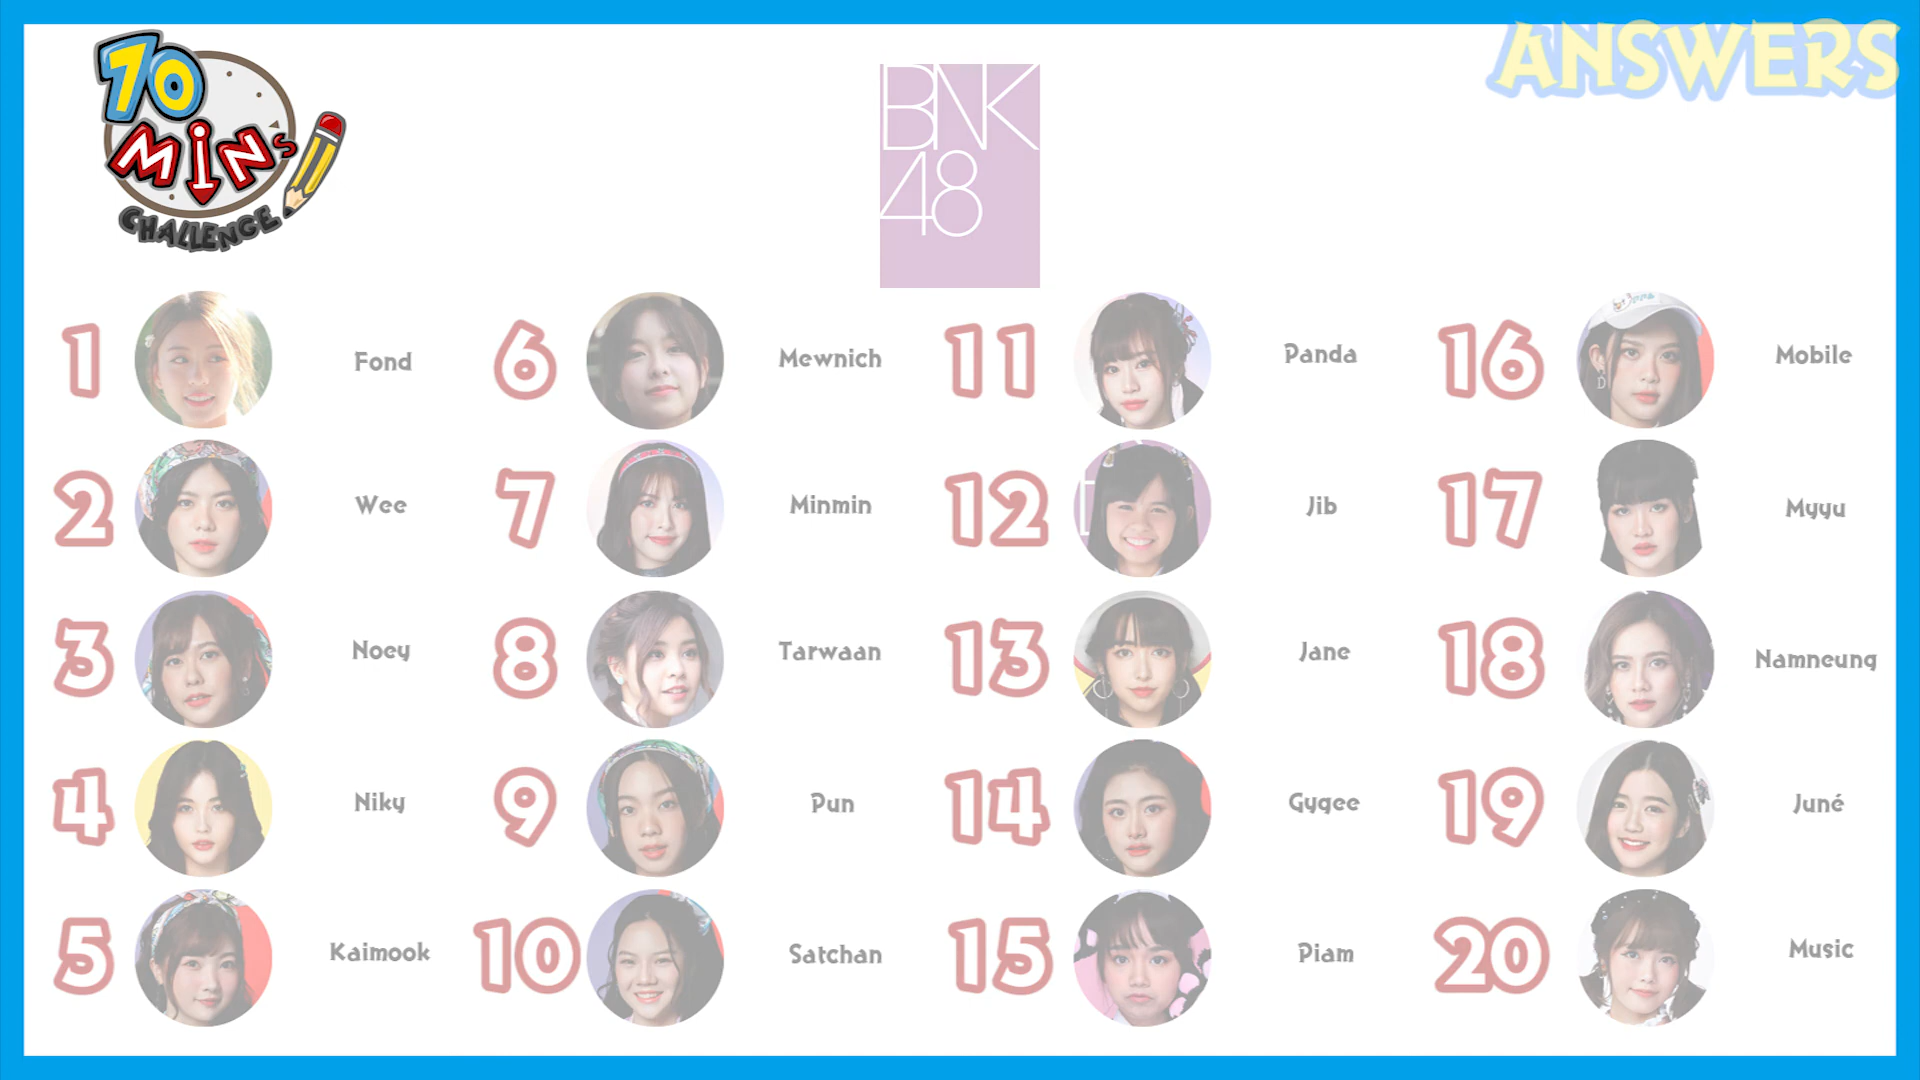 70
MINs
CHALLENGE
ANSWERS
BNK
48
1 Fond
2 Wee
3 Noey
4 Niky
5 Kaimook
6 Mewnich
7 Minmin
8 Tarwaan
9 Pun
10 Satchan
11 Panda
12 Jib
13 Jane
14 Gygee
15 Piam
16 Mobile
17 Myyu
18 Namneung
19 Juné
20 Music